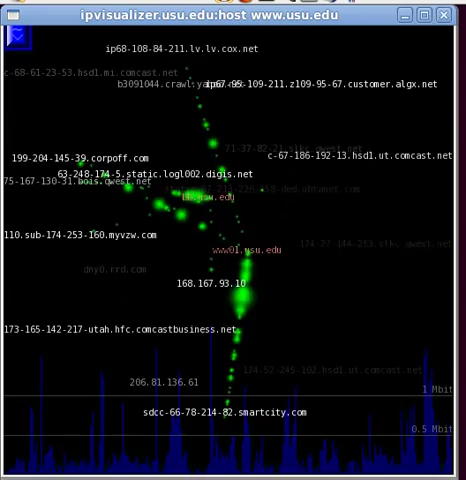 ipvisualizer.usu.edu:host www.usu.edu
ip68-108-84-211.lv.lv.cox.net
c-68-61-23-53.hsd1.mi.comcast.net
b3091044.crawl.
ip67-95-109-211.z109-95-67.customer.algx.net
71-37-82-21.slkc.qwest.net
c-67-186-192-13.hsd1.ut.comcast.net
199-204-145-39.corpoff.com
63-248-174-5.static.logl002.digis.net
75-167-130-31.bois.qwest.net
.usu.edu
110.sub-174-253-160.myvzw.com
174-27-144-253.slkc.qwest.net
www01.usu.edu
dny0.rrd.com
168.167.93.10
173-165-142-217-utah.hfc.comcastbusiness.net
174-52-245-102.hsd1.ut.comcast.net
206.81.136.61
1 Mbit
sdcc-66-78-214-82.smartcity.com
0.5 Mbit